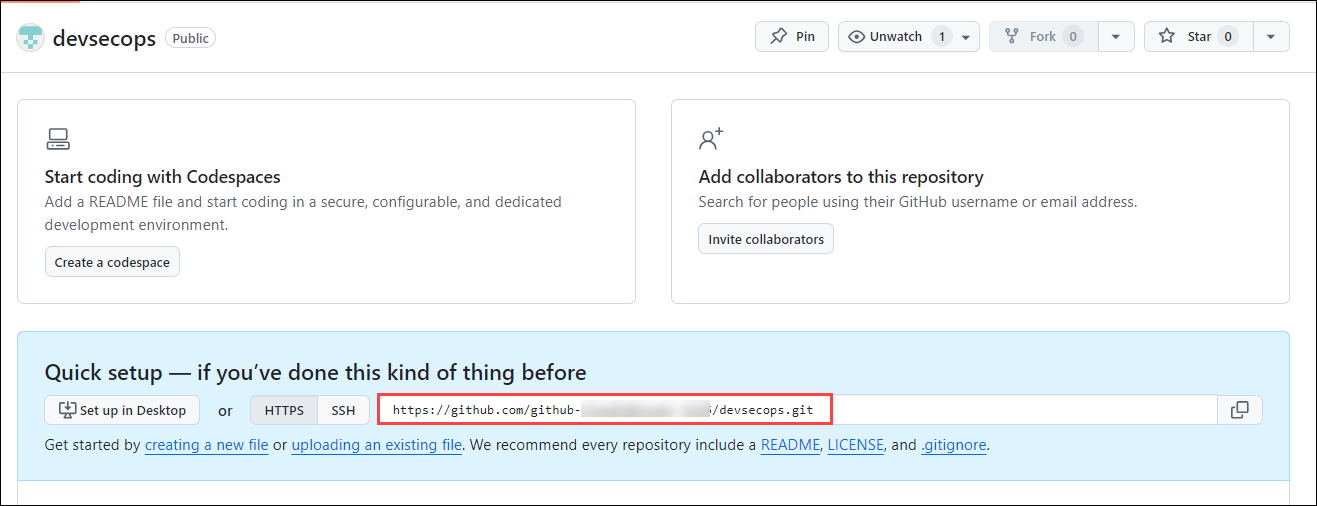 devsecops Public Pin Unwatch 1 Fork 0 Star 0
Start coding with Codespaces
Add a README file and start coding in a secure, configurable, and dedicated
development environment.
Create a codespace
Add collaborators to this repository
Search for people using their GitHub username or email address.
Invite collaborators
Quick setup — if you’ve done this kind of thing before
Set up in Desktop or HTTPS SSH https://github.com/github- /devsecops.git
Get started by creating a new file or uploading an existing file. We recommend every repository include a README, LICENSE, and .gitignore.